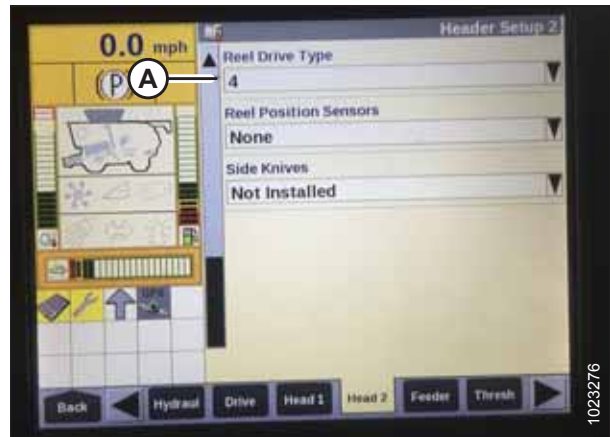 0.0 mph
Header Setup 2
(P)
A
Reel Drive Type
4
Reel Position Sensors
None
Side Knives
Not Installed
GPS
Back
Hydraul
Drive
Head 1
Head 2
Feeder
Thresh
1023276